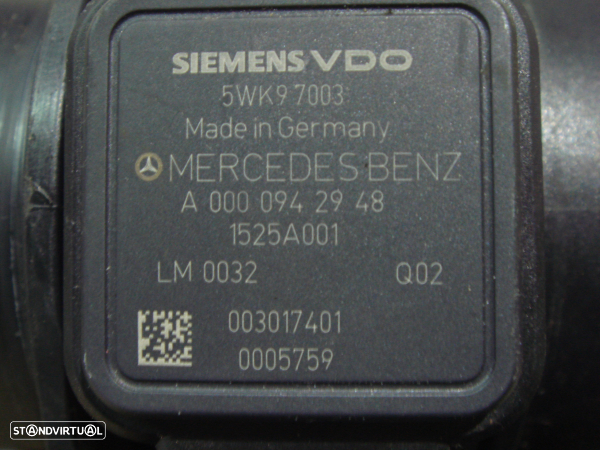 SIEMENS VDO
5WK9 7003
Made in Germany
MERCEDES BENZ
A 000 094 29 48
1525A001
LM 0032 Q02
003017401
0005759
STANDVIRTUAL